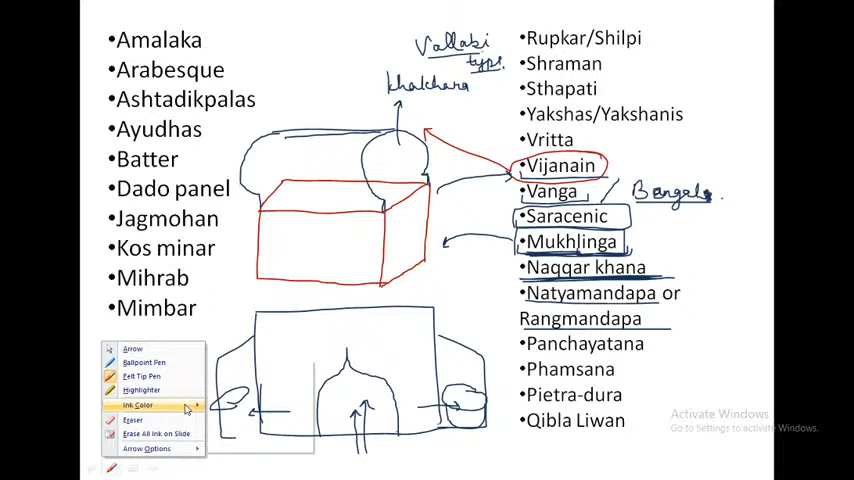 •Amalaka
•Arabesque
•Ashtadikpalas
•Ayudhas
•Batter
•Dado panel
•Jagmohan
•Kos minar
•Mihrab
•Mimbar
Vallabi
type.
khakhara
•Rupkar/Shilpi
•Shraman
•Sthapati
•Yakshas/Yakshanis
•Vritta
•Vijanain
•Vanga
•Saracenic
•Mukhlinga
•Naqqar khana
•Natyamandapa or
Rangmandapa
•Panchayatana
•Phamsana
•Pietra-dura
•Qibla Liwan
Arrow
Ballpoint Pen
Felt Tip Pen
Highlighter
Ink Color
Eraser
Erase All Ink on Slide
Arrow Options
Activate Windows
Go to Settings to activate Windows.